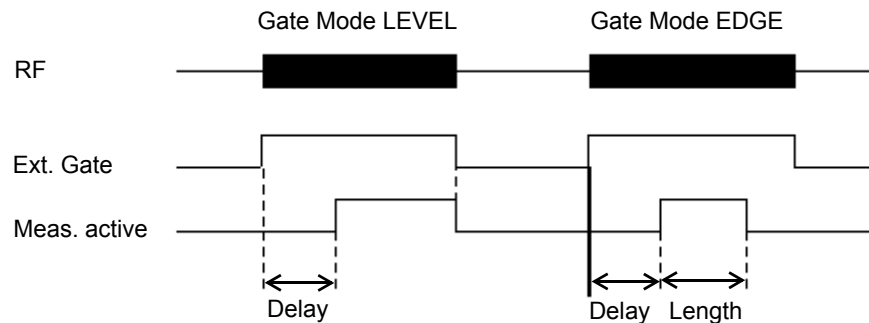 Gate Mode LEVEL Gate Mode EDGE
RF
Ext. Gate
Meas. active
Delay Delay Length